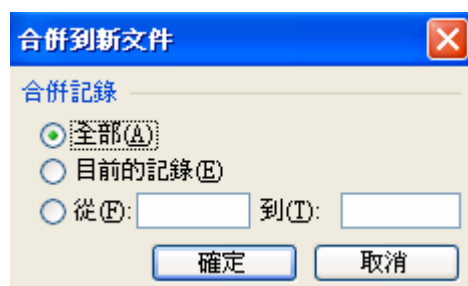 合併到新文件
合併記錄
全部(A)
目前的記錄(E)
從(F): 到(T):
確定 取消